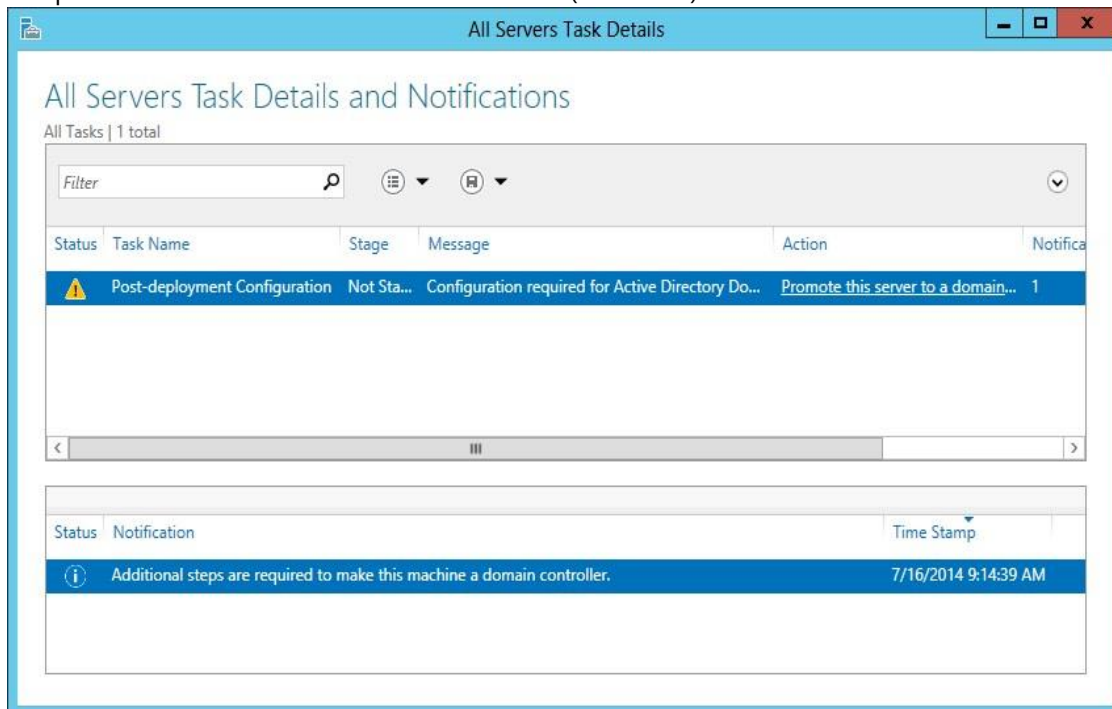 All Servers Task Details
All Servers Task Details and Notifications
All Tasks | 1 total
Filter
Status Task Name Stage Message Action Notifica
Post-deployment Configuration Not Sta... Configuration required for Active Directory Do... Promote this server to a domain... 1
Status Notification Time Stamp
Additional steps are required to make this machine a domain controller. 7/16/2014 9:14:39 AM